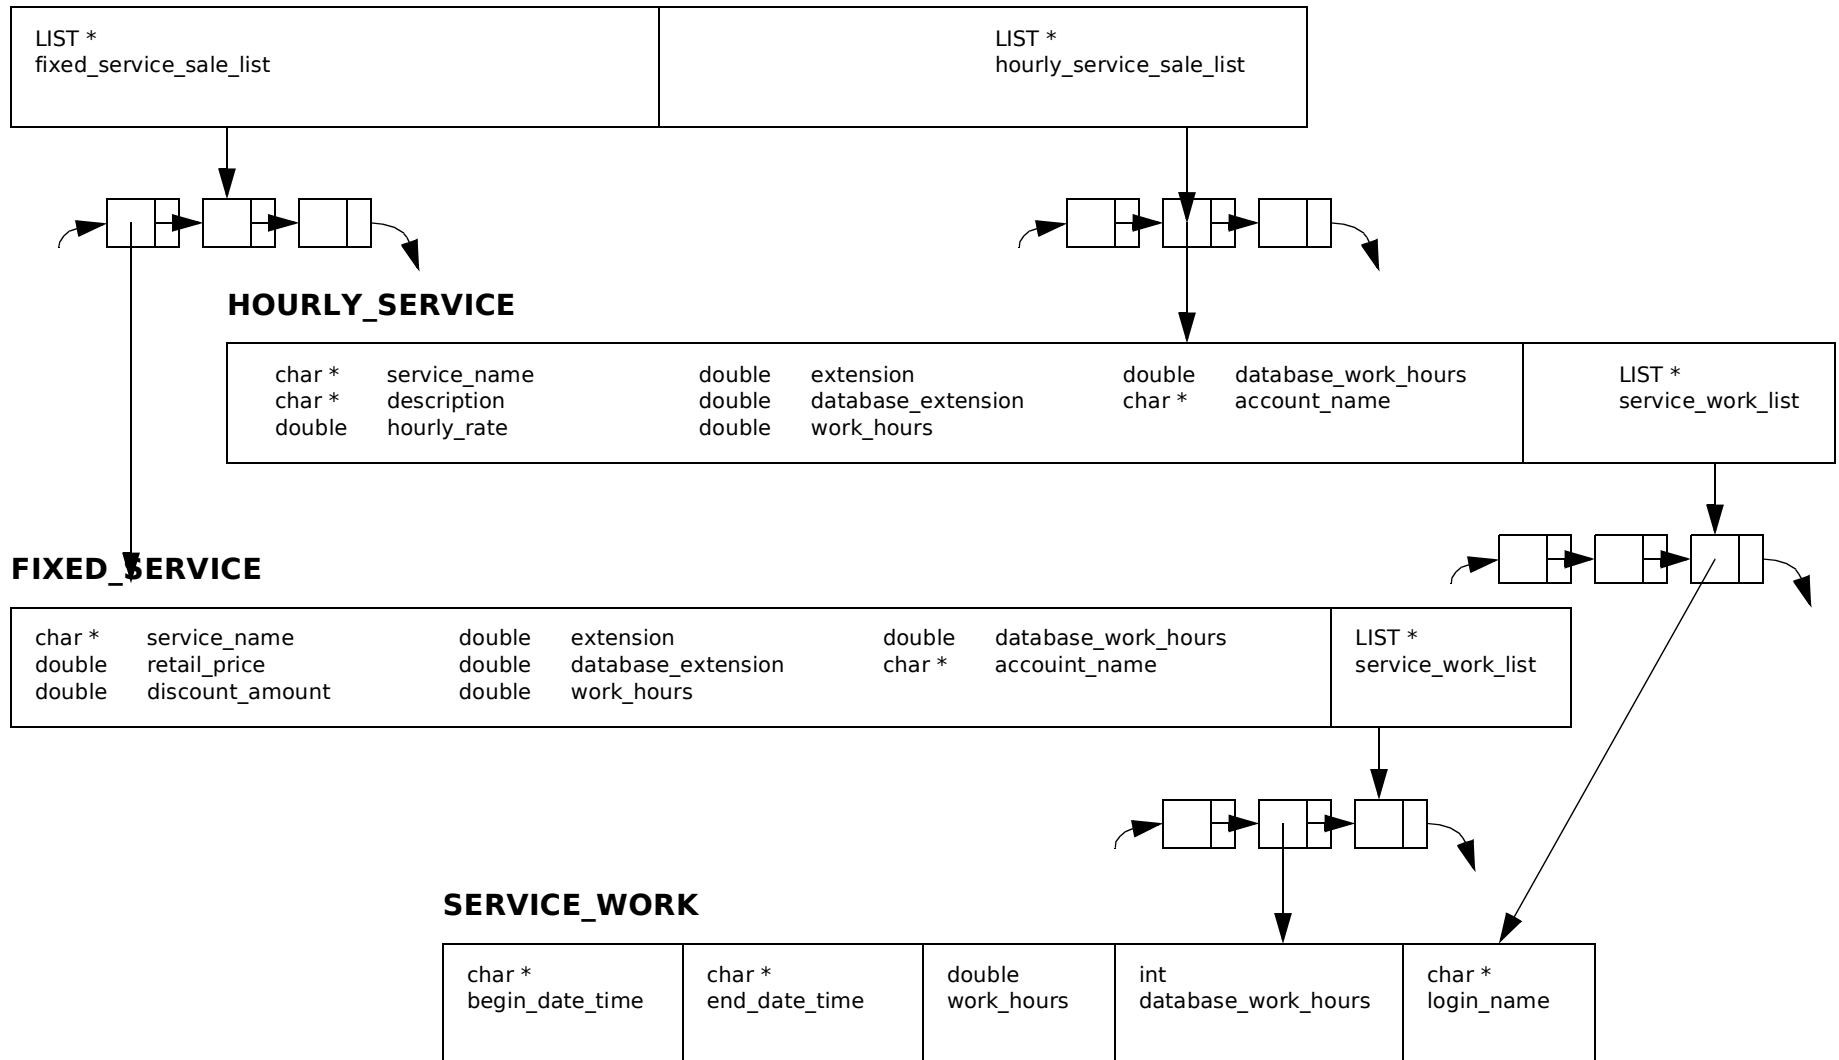 LIST *
fixed_service_sale_list
LIST *
hourly_service_sale_list
HOURLY_SERVICE
char * service_name double extension double database_work_hours
char * description double database_extension char * account_name
double hourly_rate double work_hours
LIST *
service_work_list
FIXED_SERVICE
char * service_name double extension double database_work_hours
double retail_price double database_extension char * accouint_name
double discount_amount double work_hours
LIST *
service_work_list
SERVICE_WORK
char *
begin_date_time
char *
end_date_time
double
work_hours
int
database_work_hours
char *
login_name